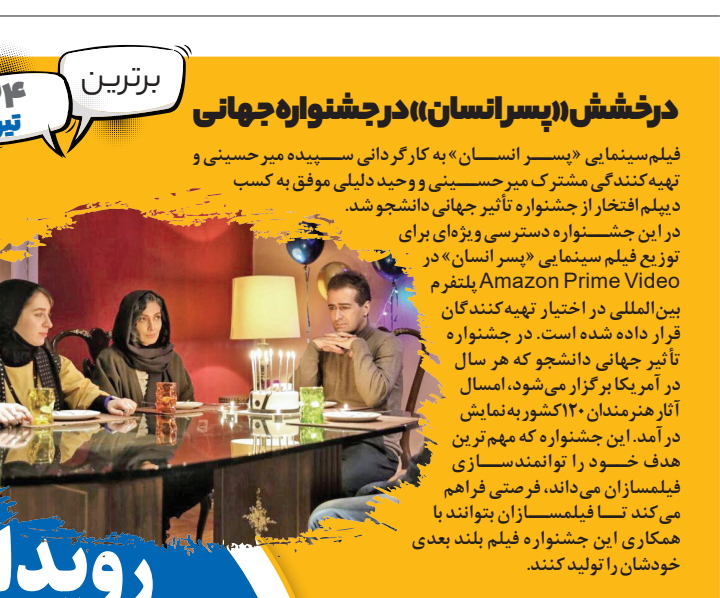 برترین
۲۴
تیر
درخشش «پسر انسان» در جشنواره جهانی
فیلم سینمایی «پسر انسان» به کارگردانی سپیده میرحسینی و
تهیه‌کنندگی مشترک میرحسینی و وحید دلیلی موفق به کسب
دیپلم افتخار از جشنواره تأثیر جهانی دانشجو شد.
در این جشنواره دسترسی ویژه‌ای برای
توزیع فیلم سینمایی «پسر انسان» در
پلتفرم Amazon Prime Video
بین‌المللی در اختیار تهیه‌کنندگان
قرار داده شده است. در جشنواره
تأثیر جهانی دانشجو که هر سال
در آمریکا برگزار می‌شود، امسال
آثار هنرمندان ۱۲۰ کشور به نمایش
درآمد. این جشنواره که مهم‌ترین
هدف خود را توانمندسازی
فیلمسازان می‌داند، فرصتی فراهم
می‌کند تا فیلمسازان بتوانند با
همکاری این جشنواره فیلم بلند بعدی
خودشان را تولید کنند.